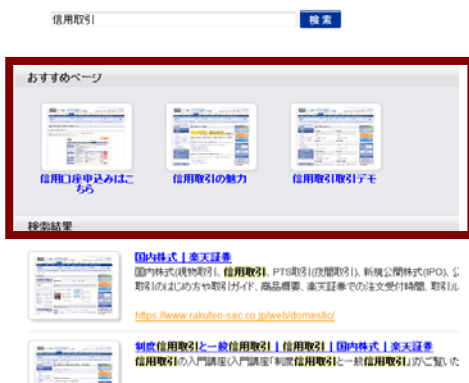 信用取引
検索
おすすめページ
信用口座申込みはこ
ちら
信用取引の魅力
信用取引取引デモ
検索結果
国内株式 | 楽天証券
国内株式(現物取引、信用取引、PTS取引(夜間取引)、新規公開株式(IPO)、
取引のはじめ方や取引ガイド、商品概要、楽天証券での注文受付時間、取引ル
https://www.rakuten-sec.co.jp/web/domestic/
制度信用取引と一般信用取引 | 信用取引 | 国内株式 | 楽天証券
信用取引の入門講座(入門講座「制度信用取引と一般信用取引」)がご覧いた